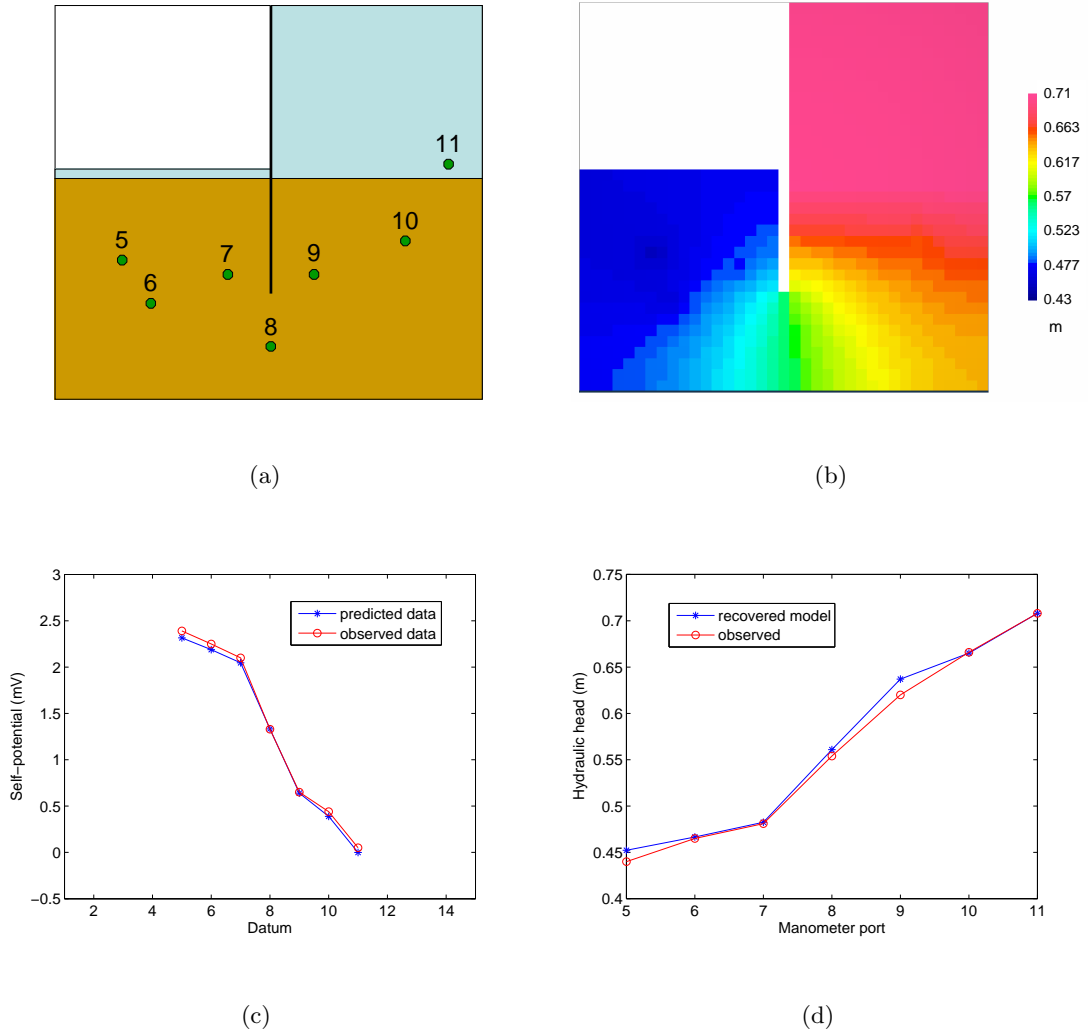 11
10
5
7
9
6
8
(a)
0.71
0.663
0.617
0.57
0.523
0.477
0.43
m
(b)
3
2.5
2
1.5
1
0.5
0
−0.5
2 4 6 8 10 12 14
Self−potential (mV)
Datum
predicted data
observed data
(c)
0.75
0.7
0.65
0.6
0.55
0.5
0.45
0.4
5 6 7 8 9 10 11
Hydraulic head (m)
Manometer port
recovered model
observed
(d)